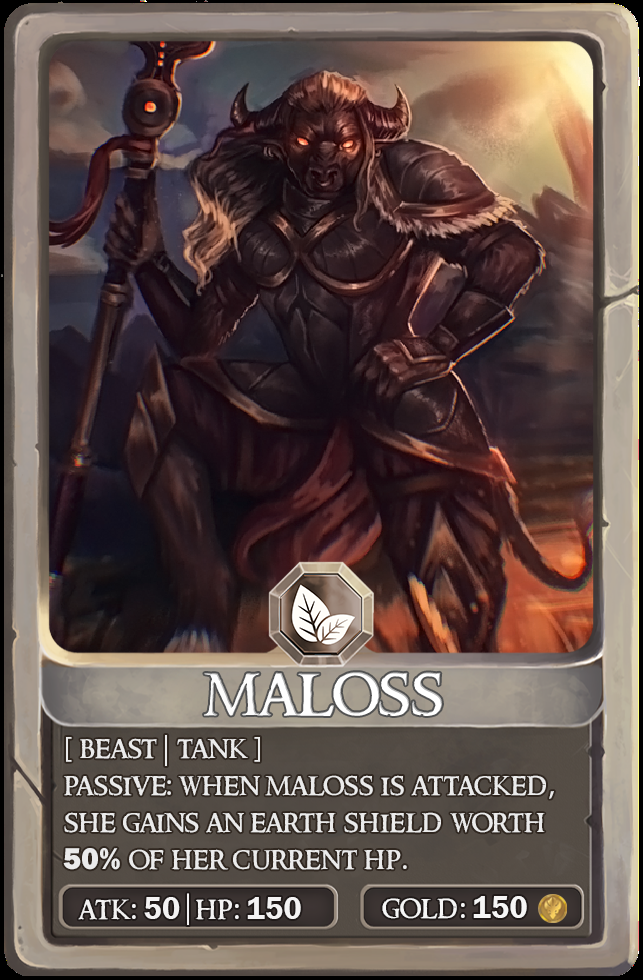 MALOSS
[ BEAST | TANK ]
PASSIVE: WHEN MALOSS IS ATTACKED,
SHE GAINS AN EARTH SHIELD WORTH
50% OF HER CURRENT HP.
ATK: 50 | HP: 150 GOLD: 150